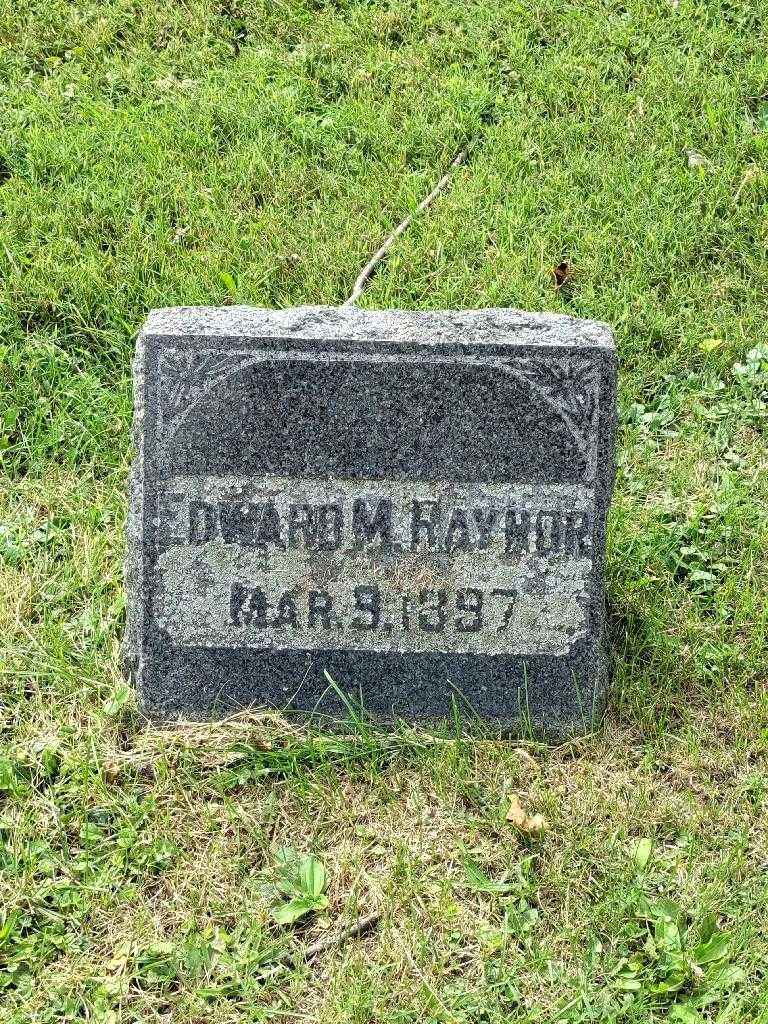 EDWARD M. RAYNOR
MAR. 9, 1897